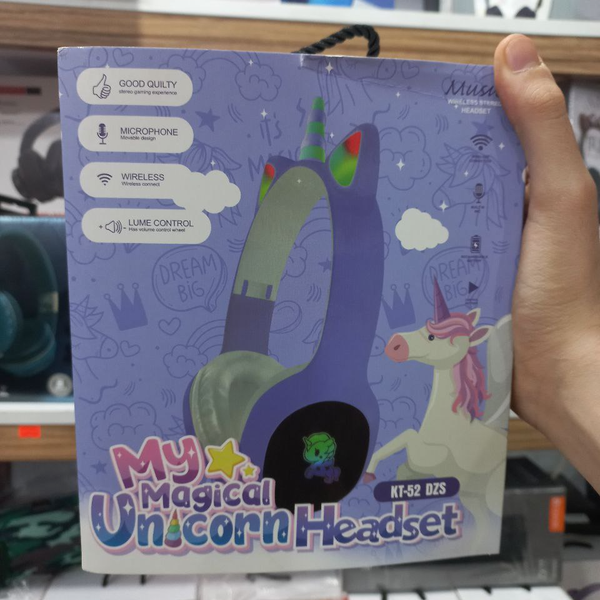 GOOD QUILTY
stereo gaming experience
MICROPHONE
Movable design
WIRELESS
Wireless connect
LUME CONTROL
Has volume control wheel
Music
WIRELESS STEREO
HEADSET
DREAM
BIG
DREAM
BIG
KT-52 DZS
My
Magical
Unicorn Headset